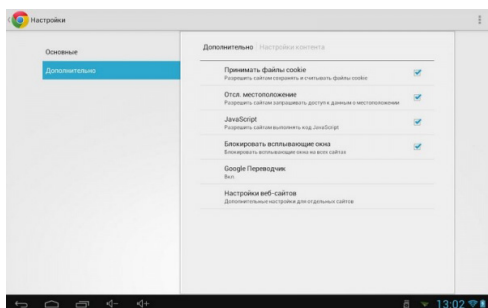 Настройки
Основные
Дополнительно
Дополнительно Настройки контента
Принимать файлы cookie
Разрешить сайтам сохранять и считывать файлы cookie
Отсл. местоположение
Разрешить сайтам запрашивать доступ к данным о местоположении
JavaScript
Разрешить сайтам выполнять код JavaScript
Блокировать всплывающие окна
Блокировать всплывающие окна на всех сайтах
Google Переводчик
Вкл
Настройки веб-сайтов
Дополнительные настройки для отдельных сайтов
13:02